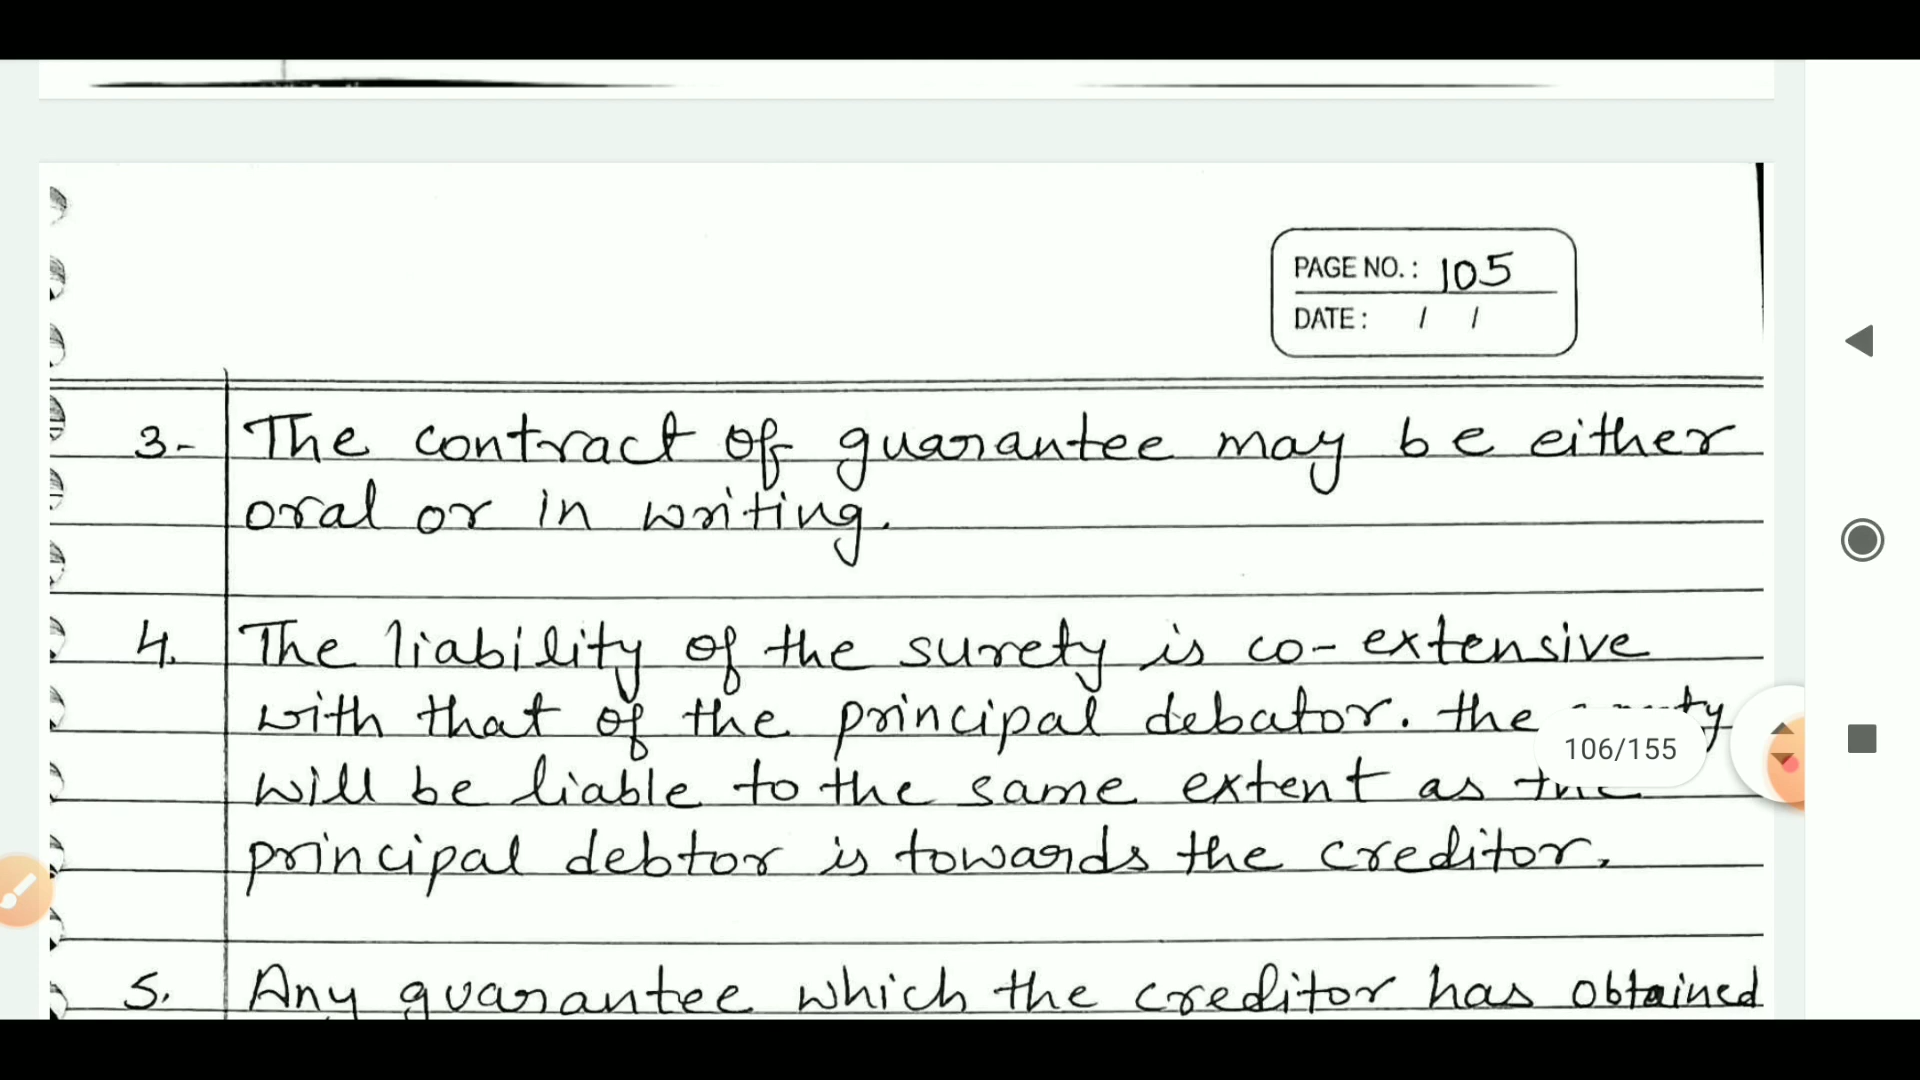 PAGE NO.: 105
DATE: / /
3- The contract of guarantee may be either
oral or in writing.
4. The liability of the surety is co-extensive
with that of the principal debator. the
106/155
will be liable to the same extent as the
principal debtor is towards the creditor.
5. Any guarantee which the creditor has obtained